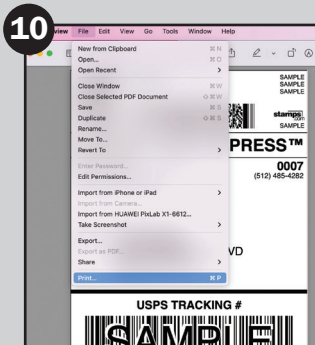 10
view File Edit View Go Tools Window Help
New from Clipboard ⌘ N
Open... ⌘ O
Open Recent >
Close Window ⌘ W
Close Selected PDF Document ⇧ ⌘ W
Save ⌘ S
Duplicate ⇧ ⌘ S
Rename...
Move To...
Revert To >
Enter Password...
Edit Permissions...
Import from iPhone or iPad >
Import from Camera...
Import from HUAWEI PixLab X1-6612...
Take Screenshot >
Export...
Export as PDF...
Share >
Print... ⌘ P
SAMPLE
SAMPLE
SAMPLE
stamps
.com
SAMPLE
PRESS™
0007
(512) 485-4282
VD
USPS TRACKING #
SAMPLE